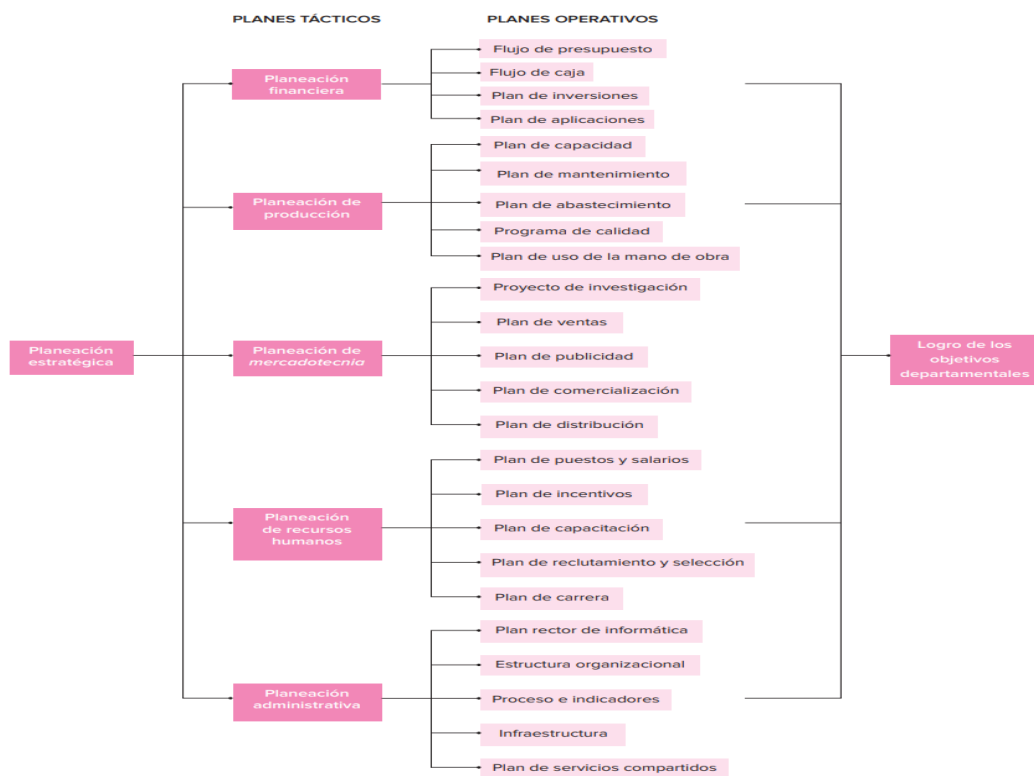 PLANES TÁCTICOS
PLANES OPERATIVOS
Planeación
financiera
Flujo de presupuesto
Flujo de caja
Plan de inversiones
Plan de aplicaciones
Planeación de
producción
Plan de capacidad
Plan de mantenimiento
Plan de abastecimiento
Programa de calidad
Plan de uso de la mano de obra
Planeación
estratégica
Planeación de
mercadotecnia
Proyecto de investigación
Plan de ventas
Plan de publicidad
Plan de comercialización
Plan de distribución
Planeación
de recursos
humanos
Plan de puestos y salarios
Plan de incentivos
Plan de capacitación
Plan de reclutamiento y selección
Plan de carrera
Planeación
administrativa
Plan rector de informática
Estructura organizacional
Proceso e indicadores
Infraestructura
Plan de servicios compartidos
Logro de los
objetivos
departamentales